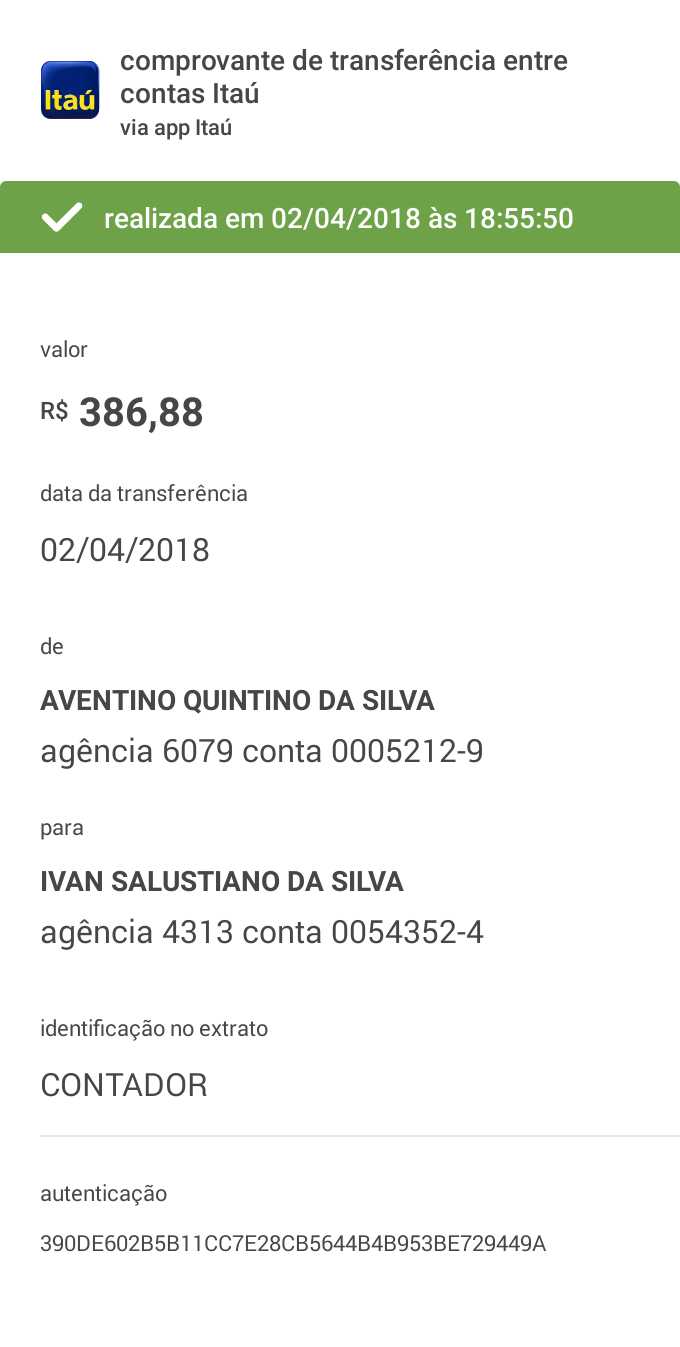 Itaú
comprovante de transferência entre
contas Itaú
via app Itaú
realizada em 02/04/2018 às 18:55:50
valor
R$ 386,88
data da transferência
02/04/2018
de
AVENTINO QUINTINO DA SILVA
agência 6079 conta 0005212-9
para
IVAN SALUSTIANO DA SILVA
agência 4313 conta 0054352-4
identificação no extrato
CONTADOR
autenticação
390DE602B5B11CC7E28CB5644B4B953BE729449A